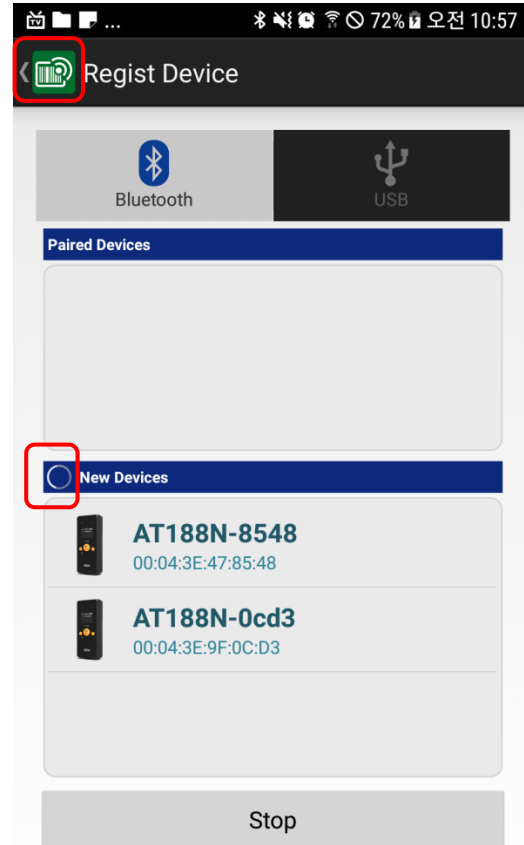 ... 72% 오전 10:57
Regist Device
Bluetooth
USB
Paired Devices
New Devices
AT188N-8548
00:04:3E:47:85:48
AT188N-0cd3
00:04:3E:9F:0C:D3
Stop